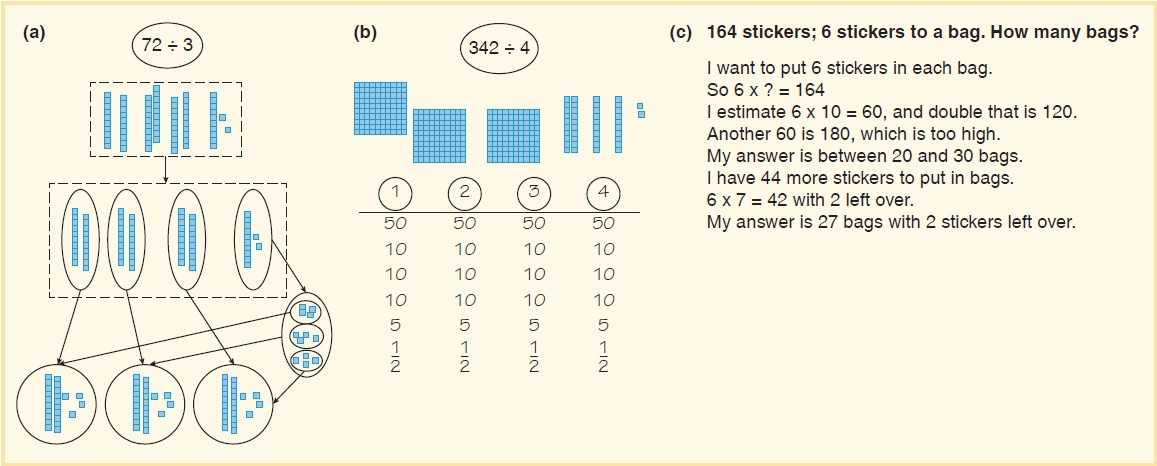 (a)
72 ÷ 3
(b)
342 ÷ 4
1 2 3 4
50 50 50 50
10 10 10 10
10 10 10 10
10 10 10 10
5 5 5 5
1/2 1/2 1/2 1/2
(c) 164 stickers; 6 stickers to a bag. How many bags?
I want to put 6 stickers in each bag.
So 6 x ? = 164
I estimate 6 x 10 = 60, and double that is 120.
Another 60 is 180, which is too high.
My answer is between 20 and 30 bags.
I have 44 more stickers to put in bags.
6 x 7 = 42 with 2 left over.
My answer is 27 bags with 2 stickers left over.